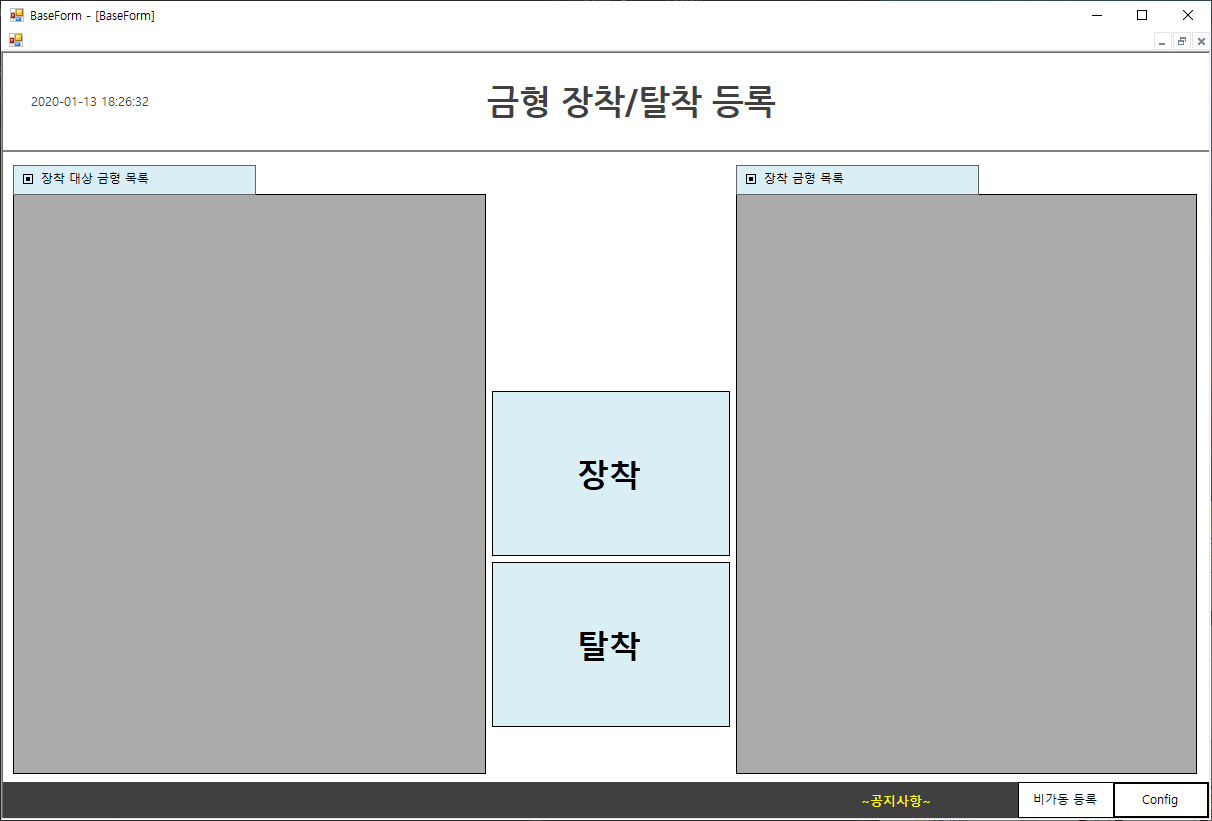 BaseForm - [BaseForm]
2020-01-13 18:26:32
금형 장착/탈착 등록
장착 대상 금형 목록
장착 금형 목록
장착
탈착
~공지사항~
비가동 등록
Config